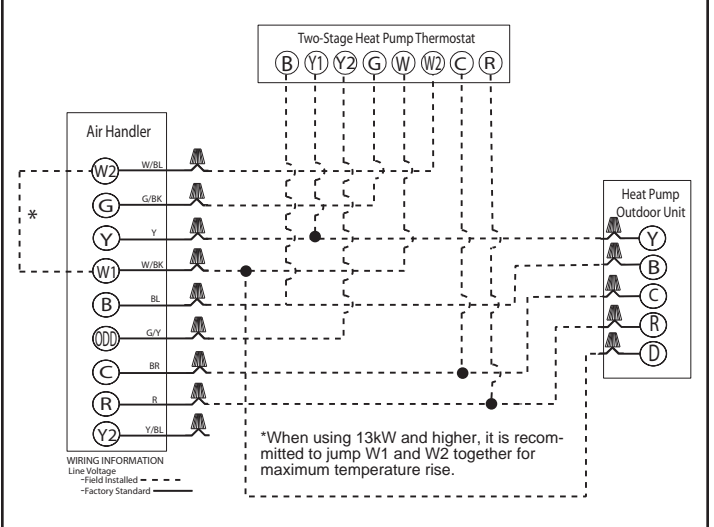 Two-Stage Heat Pump Thermostat
B Y1 Y2 G W W2 C R
Air Handler
W2 W/BL
G G/BK
Y Y
W1 W/BK
B BL
ODD G/Y
C BR
R R
Y2 Y/BL
*
Heat Pump
Outdoor Unit
Y
B
C
R
D
*When using 13kW and higher, it is recom-
mitted to jump W1 and W2 together for
maximum temperature rise.
WIRING INFORMATION
Line Voltage
-Field Installed
-Factory Standard